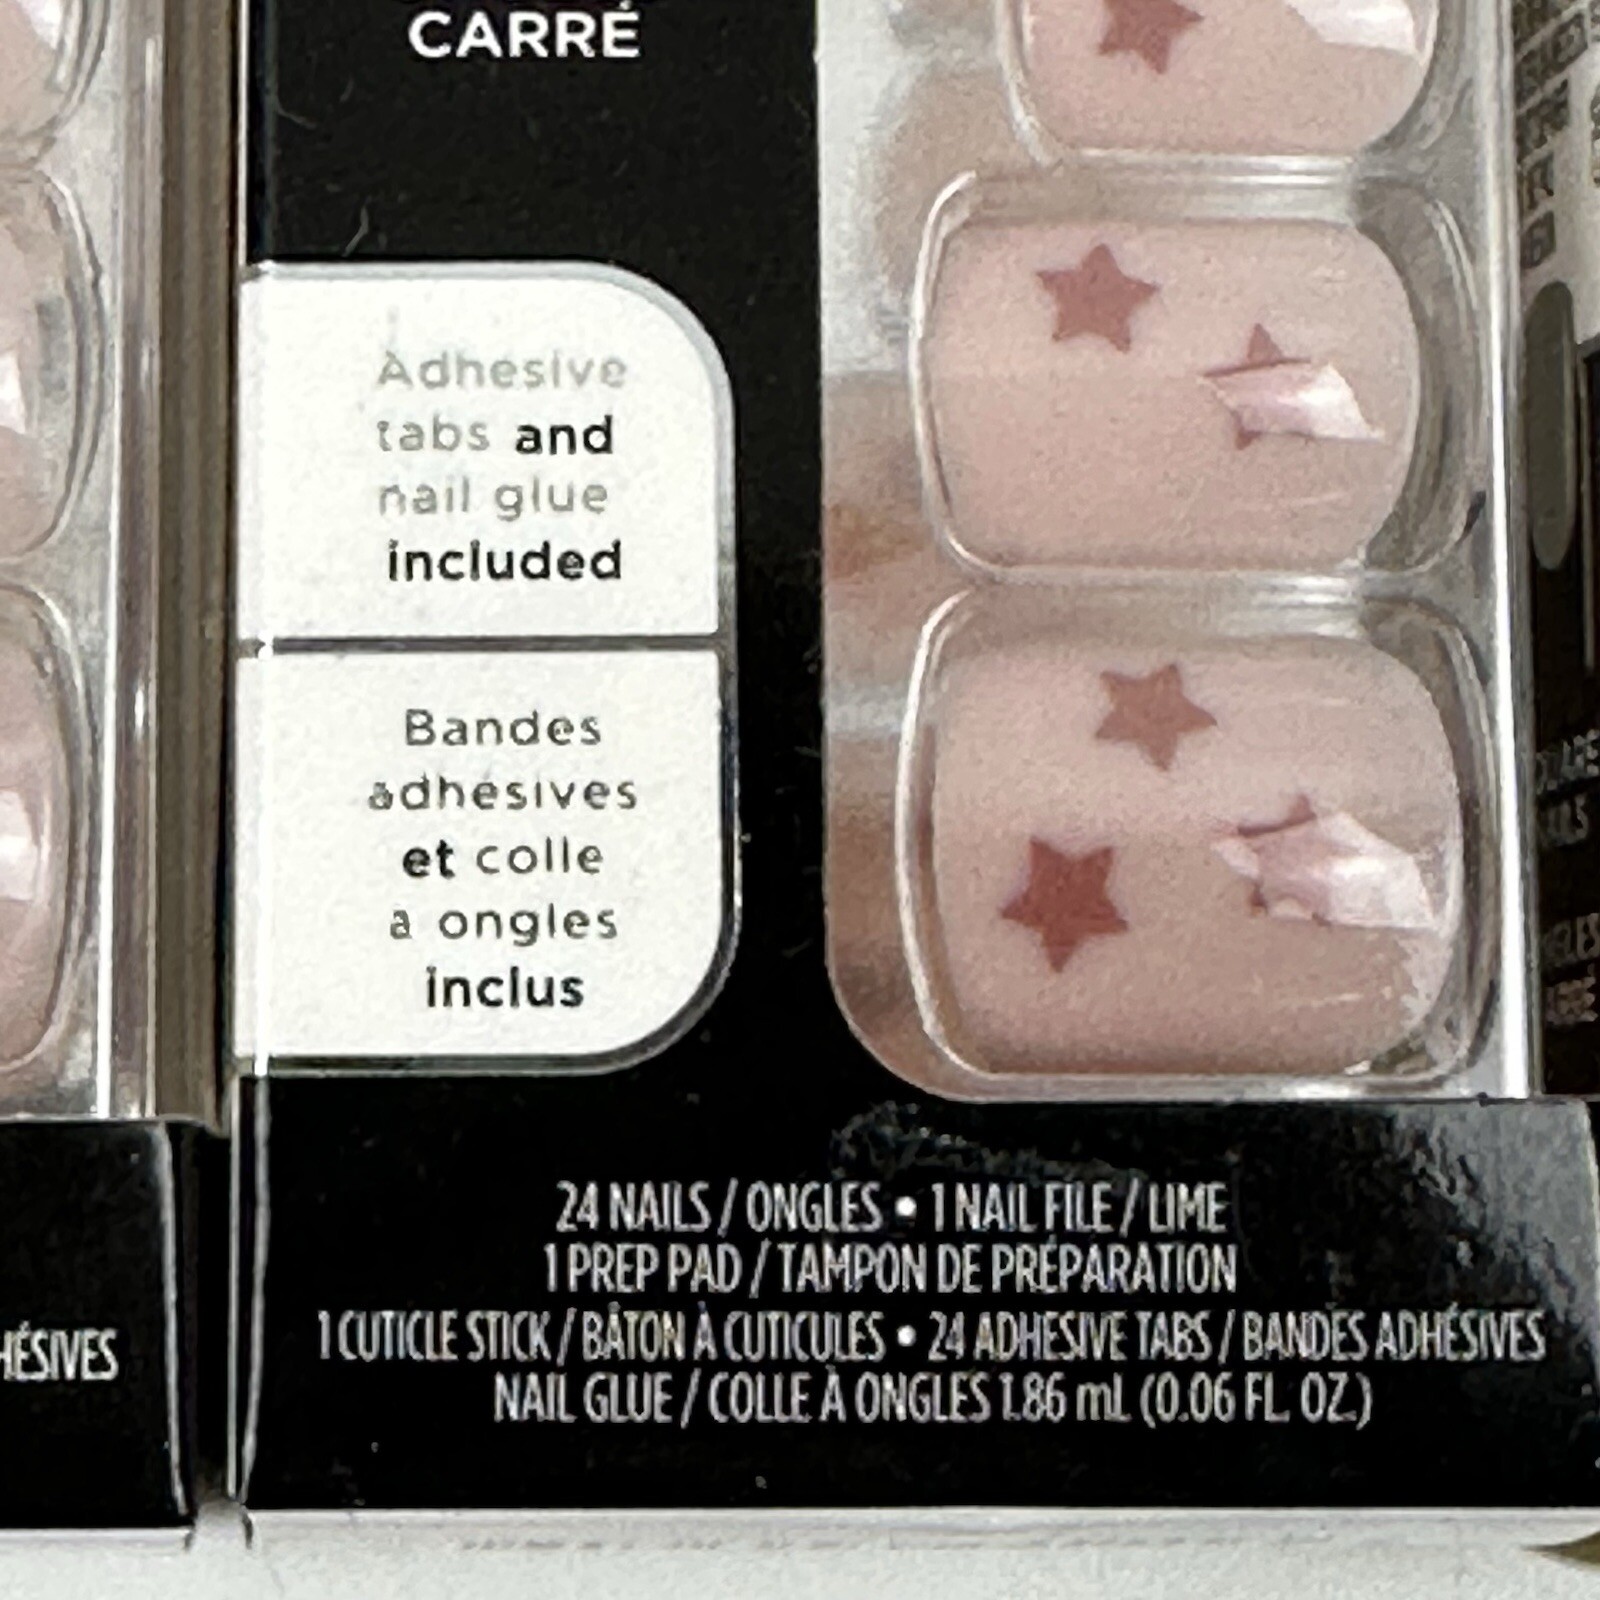 CARRÉ
Adhesive
tabs and
nail glue
included
Bandes
adhésives
et colle
à ongles
inclus
24 NAILS / ONGLES • 1 NAIL FILE / LIME
1 PREP PAD / TAMPON DE PRÉPARATION
1 CUTICLE STICK / BÂTON À CUTICULES • 24 ADHESIVE TABS / BANDES ADHÉSIVES
NAIL GLUE / COLLE À ONGLES 1.86 mL (0.06 FL. OZ.)
HÉSIVES